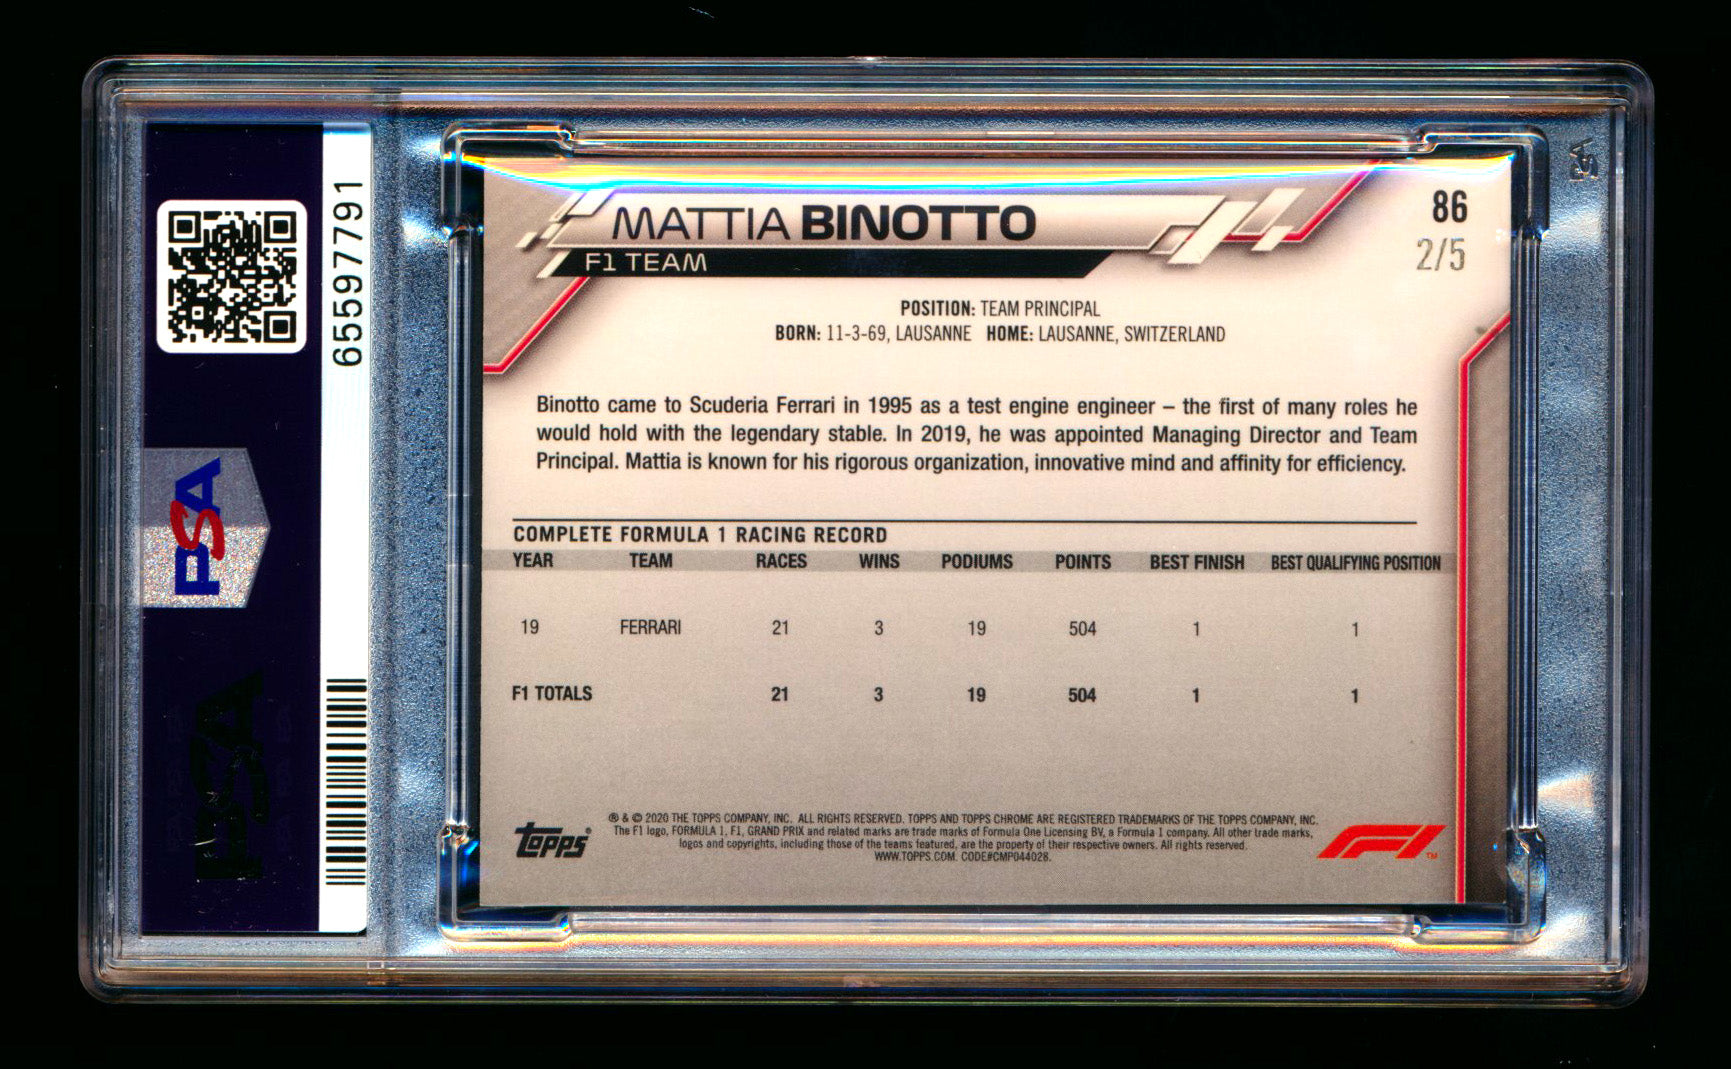 65597791
PSA
PSA
PSA
MATTIA BINOTTO
F1 TEAM
86
2/5
POSITION: TEAM PRINCIPAL
BORN: 11-3-69, LAUSANNE HOME: LAUSANNE, SWITZERLAND
Binotto came to Scuderia Ferrari in 1995 as a test engine engineer – the first of many roles he
would hold with the legendary stable. In 2019, he was appointed Managing Director and Team
Principal. Mattia is known for his rigorous organization, innovative mind and affinity for efficiency.
COMPLETE FORMULA 1 RACING RECORD
YEAR TEAM RACES WINS PODIUMS POINTS BEST FINISH BEST QUALIFYING POSITION
19 FERRARI 21 3 19 504 1 1
F1 TOTALS 21 3 19 504 1 1
Topps
® & © 2020 THE TOPPS COMPANY, INC. ALL RIGHTS RESERVED. TOPPS AND TOPPS CHROME ARE REGISTERED TRADEMARKS OF THE TOPPS COMPANY, INC.
The F1 logo, FORMULA 1, F1, GRAND PRIX and related marks are trade marks of Formula One Licensing BV, a Formula 1 company. All other trade marks,
logos and copyrights, including those of the teams featured, are the property of their respective owners. All rights reserved.
WWW.TOPPS.COM. CODE#CMP044028.
F1 ™